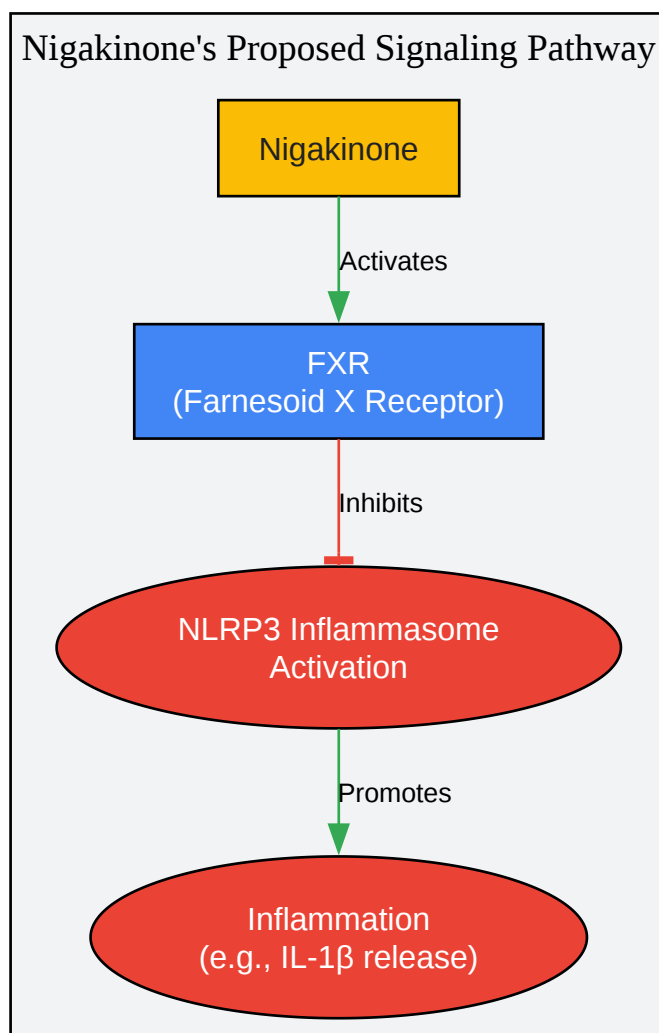 Nigakinone's Proposed Signaling Pathway
Nigakinone
Activates
FXR
(Farnesoid X Receptor)
Inhibits
NLRP3 Inflammasome
Activation
Promotes
Inflammation
(e.g., IL-1β release)